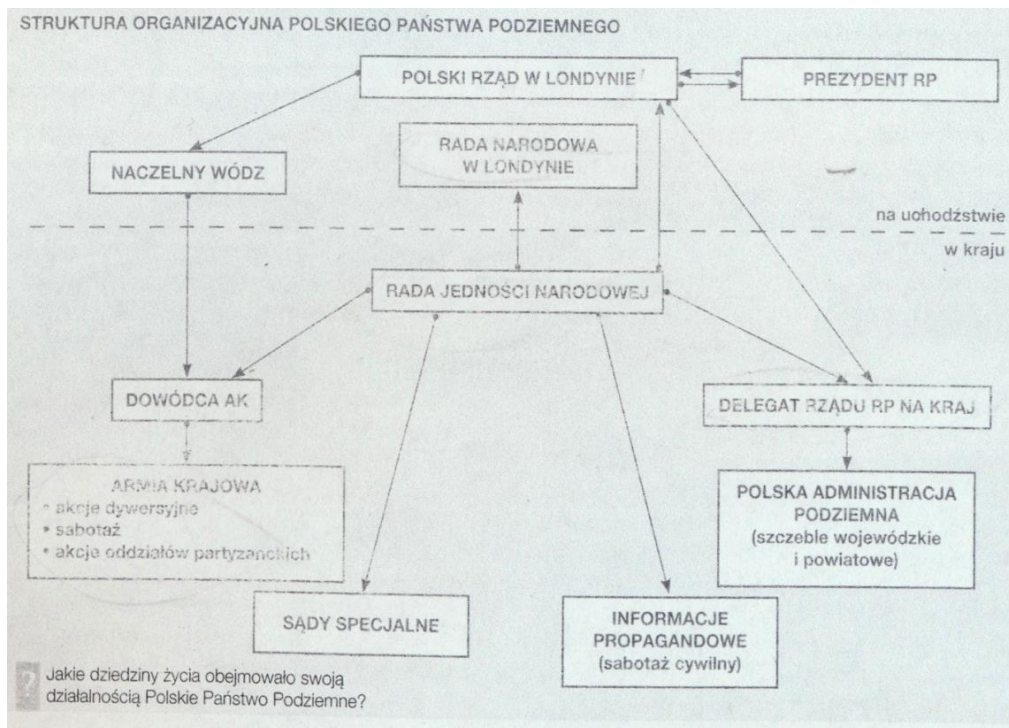 STRUKTURA ORGANIZACYJNA POLSKIEGO PAŃSTWA PODZIEMNEGO
POLSKI RZĄD W LONDYNIE
PREZYDENT RP
RADA NARODOWA
W LONDYNIE
NACZELNY WÓDZ
na uchodźstwie
w kraju
RADA JEDNOŚCI NARODOWEJ
DOWÓDCA AK
DELEGAT RZĄDU RP NA KRAJ
ARMIA KRAJOWA
• akcje dywersyjne
• sabotaż
• akcje oddziałów partyzanckich
POLSKA ADMINISTRACJA
PODZIEMNA
(szczeble wojewódzkie
i powiatowe)
SĄDY SPECJALNE
INFORMACJE
PROPAGANDOWE
(sabotaż cywilny)
? Jakie dziedziny życia obejmowało swoją
działalnością Polskie Państwo Podziemne?